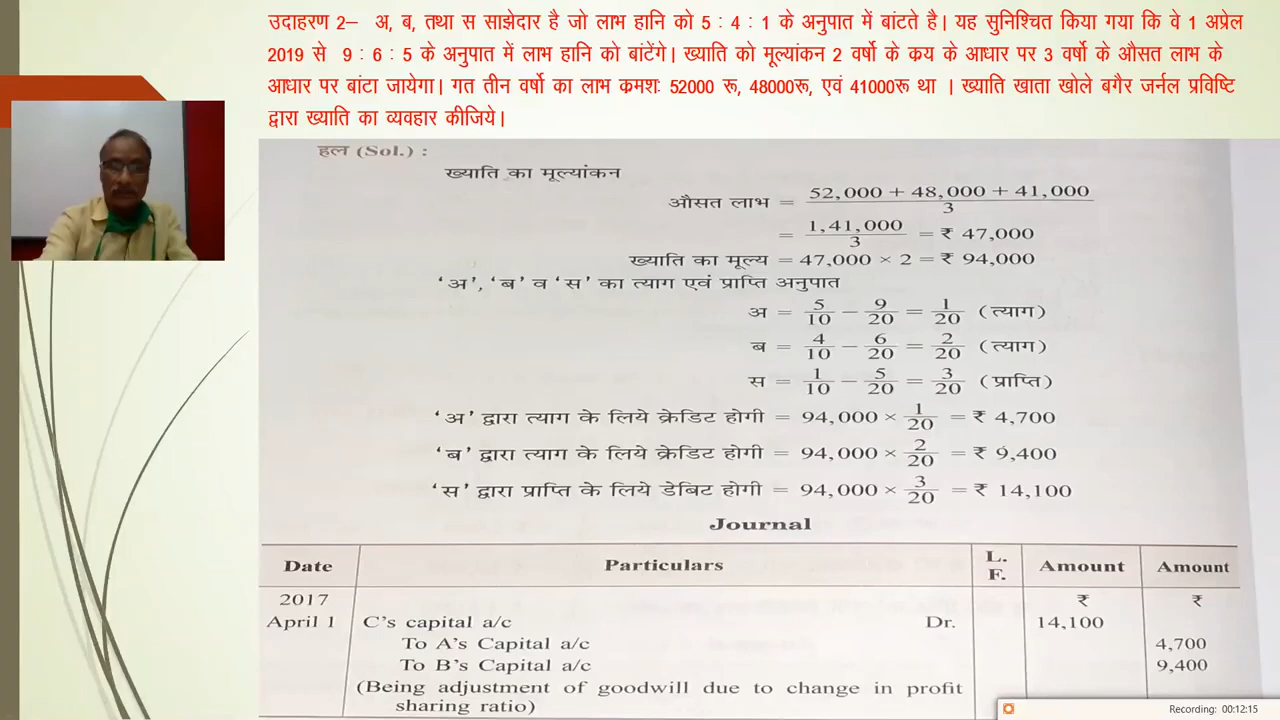 उदाहरण 2– अ, ब, तथा स साझेदार है जो लाभ हानि को 5 : 4 : 1 के अनुपात में बांटते है। यह सुनिश्चित किया गया कि वे 1 अप्रेल
2019 से 9 : 6 : 5 के अनुपात में लाभ हानि को बांटेंगे। ख्याति को मूल्यांकन 2 वर्षो के क्रय के आधार पर 3 वर्षो के औसत लाभ के
आधार पर बांटा जायेगा। गत तीन वर्षो का लाभ क्रमश: 52000 रू, 48000रू, एवं 41000रू था । ख्याति खाता खोले बगैर जर्नल प्रविष्टि
द्वारा ख्याति का व्यवहार कीजिये।
हल (Sol.) :
ख्याति का मूल्यांकन
औसत लाभ = 52,000 + 48,000 + 41,000 / 3
= 1,41,000 / 3 = ₹ 47,000
ख्याति का मूल्य = 47,000 × 2 = ₹ 94,000
'अ', 'ब' व 'स' का त्याग एवं प्राप्ति अनुपात
अ = 5/10 − 9/20 = 1/20 (त्याग)
ब = 4/10 − 6/20 = 2/20 (त्याग)
स = 1/10 − 5/20 = 3/20 (प्राप्ति)
'अ' द्वारा त्याग के लिये क्रेडिट होगी = 94,000 × 1/20 = ₹ 4,700
'ब' द्वारा त्याग के लिये क्रेडिट होगी = 94,000 × 2/20 = ₹ 9,400
'स' द्वारा प्राप्ति के लिये डेबिट होगी = 94,000 × 3/20 = ₹ 14,100
Journal
Date Particulars L. F. Amount Amount
2017 ₹ ₹
April 1 C's capital a/c Dr. 14,100
To A's Capital a/c 4,700
To B's Capital a/c 9,400
(Being adjustment of goodwill due to change in profit
sharing ratio)
Recording: 00:12:15